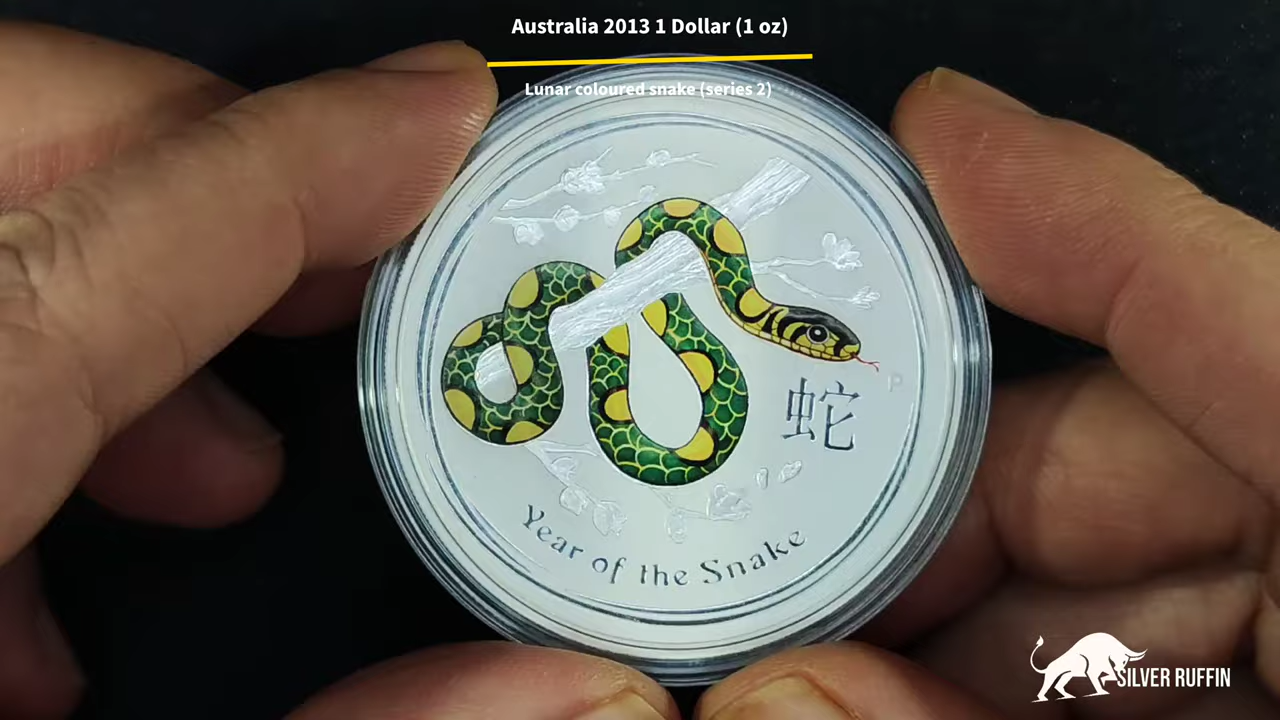 Australia 2013 1 Dollar (1 oz)
Lunar coloured snake (series 2)
P
蛇
Year of the Snake
SILVER RUFFIN